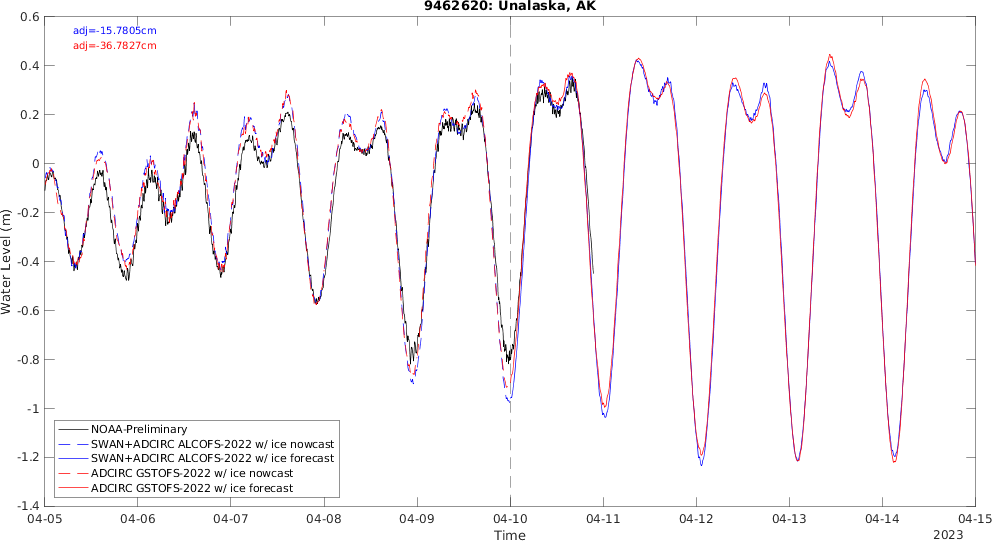 9462620: Unalaska, AK
adj=-15.7805cm
adj=-36.7827cm
0.6
0.4
0.2
0
-0.2
-0.4
-0.6
-0.8
-1
-1.2
-1.4
Water Level (m)
NOAA-Preliminary
SWAN+ADCIRC ALCOFS-2022 w/ ice nowcast
SWAN+ADCIRC ALCOFS-2022 w/ ice forecast
ADCIRC GSTOFS-2022 w/ ice nowcast
ADCIRC GSTOFS-2022 w/ ice forecast
04-05 04-06 04-07 04-08 04-09 04-10 04-11 04-12 04-13 04-14 04-15
Time
2023